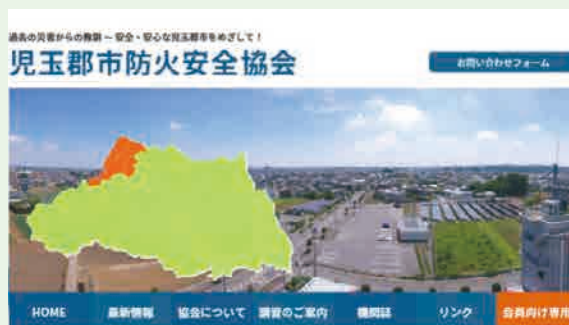 過去の災害からの教訓 ～ 安全・安心な児玉郡市をめざして！
児玉郡市防火安全協会
お問い合わせフォーム
HOME 最新情報 協会について 講習のご案内 機関誌 リンク 会員向け専用